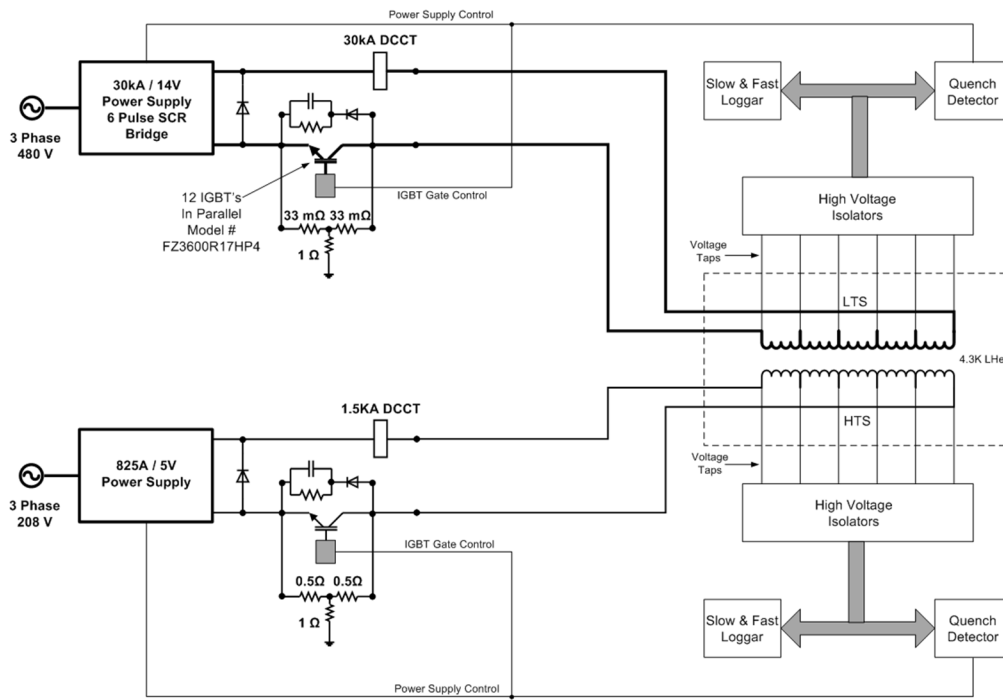 Power Supply Control
30kA DCCT
30kA / 14V
Power Supply
6 Pulse SCR
Bridge
3 Phase
480 V
Slow & Fast
Loggar
Quench
Detector
12 IGBT's
In Parallel
Model #
FZ3600R17HP4
IGBT Gate Control
33 mΩ 33 mΩ
1 Ω
High Voltage
Isolators
Voltage
Taps
LTS
4.3K LHe
HTS
1.5KA DCCT
825A / 5V
Power Supply
3 Phase
208 V
Voltage
Taps
High Voltage
Isolators
IGBT Gate Control
0.5Ω 0.5Ω
1 Ω
Slow & Fast
Loggar
Quench
Detector
Power Supply Control